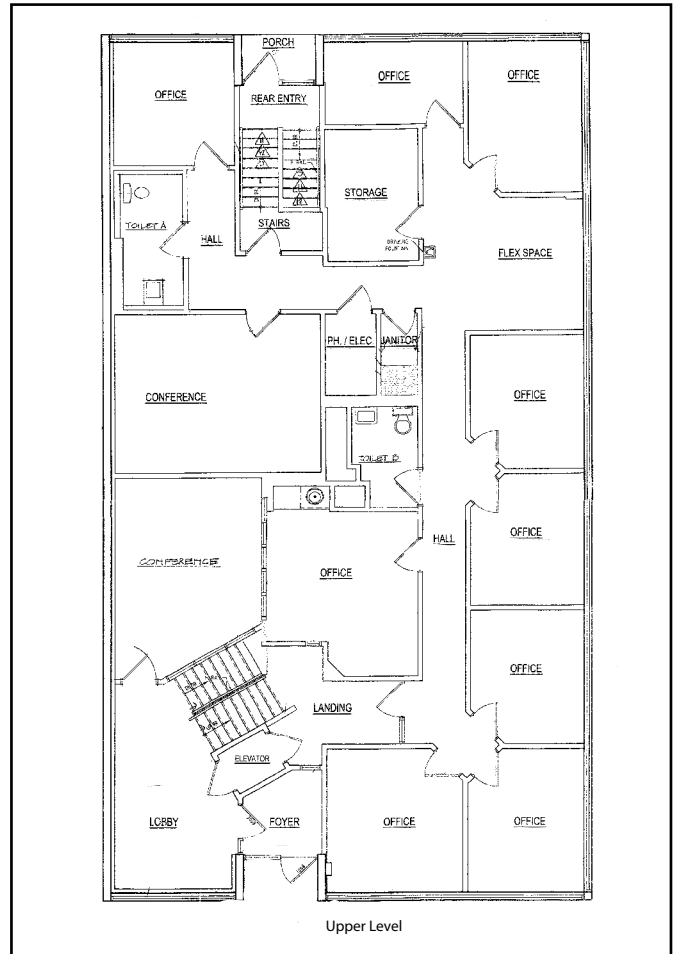 PORCH
OFFICE
OFFICE
OFFICE
REAR ENTRY
STORAGE
TOILET A
STAIRS
HALL
FLEX SPACE
PH. / ELEC
JANITOR
CONFERENCE
OFFICE
TOILET B
OFFICE
HALL
CONFERENCE
OFFICE
OFFICE
LANDING
ELEVATOR
LOBBY
FOYER
OFFICE
OFFICE
Upper Level